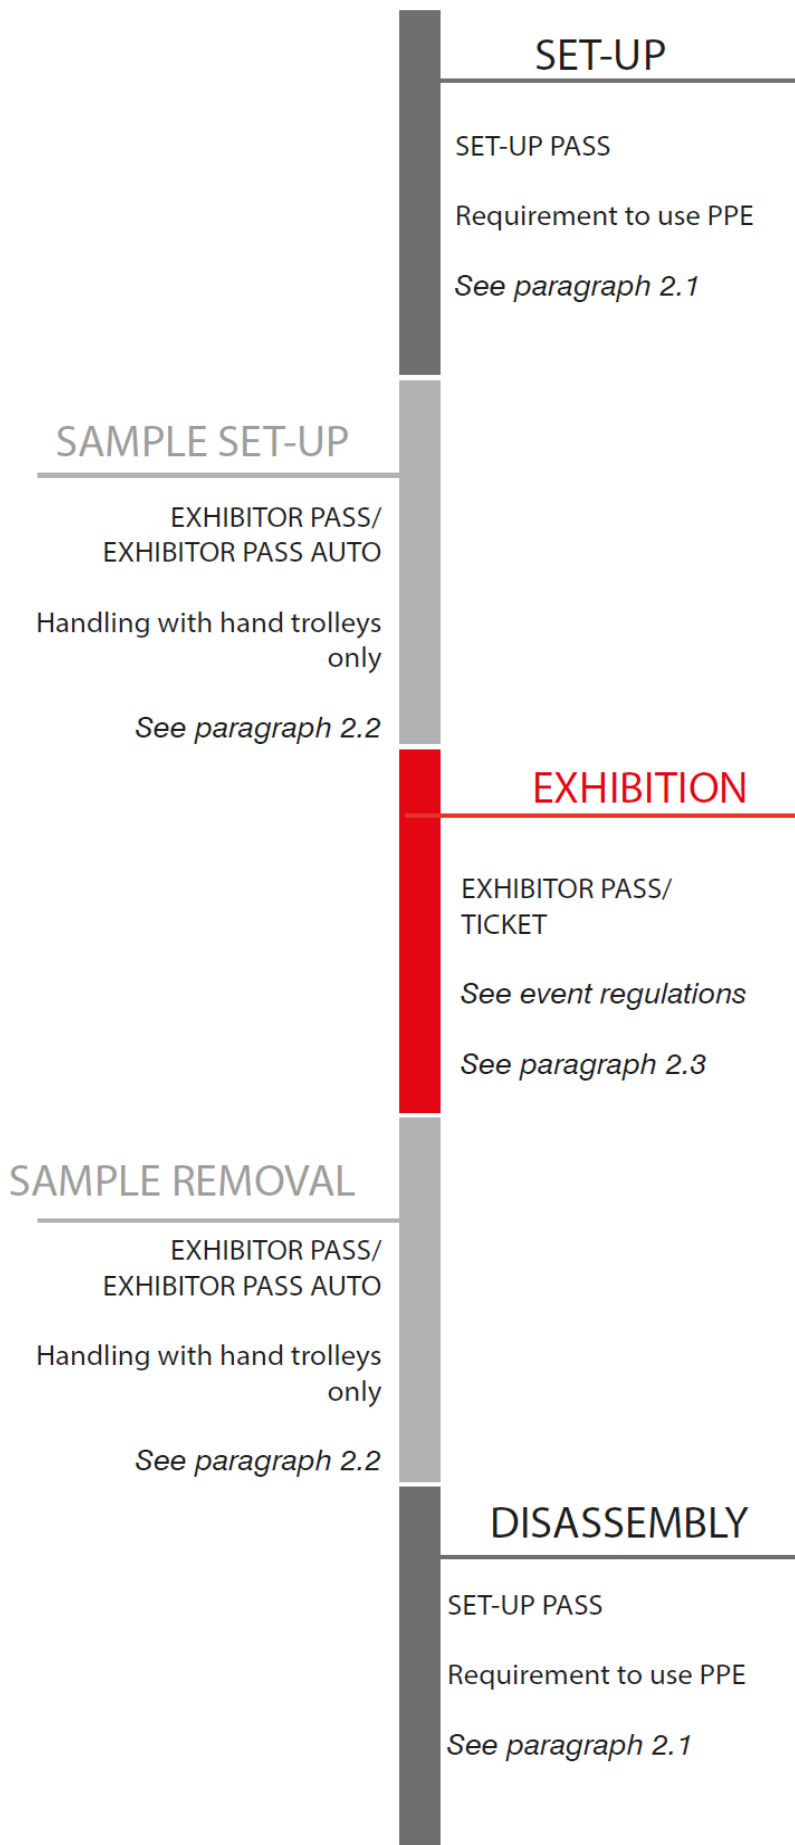 SET-UP
SET-UP PASS
Requirement to use PPE
See paragraph 2.1
SAMPLE SET-UP
EXHIBITOR PASS/
EXHIBITOR PASS AUTO
Handling with hand trolleys
only
See paragraph 2.2
EXHIBITION
EXHIBITOR PASS/
TICKET
See event regulations
See paragraph 2.3
SAMPLE REMOVAL
EXHIBITOR PASS/
EXHIBITOR PASS AUTO
Handling with hand trolleys
only
See paragraph 2.2
DISASSEMBLY
SET-UP PASS
Requirement to use PPE
See paragraph 2.1